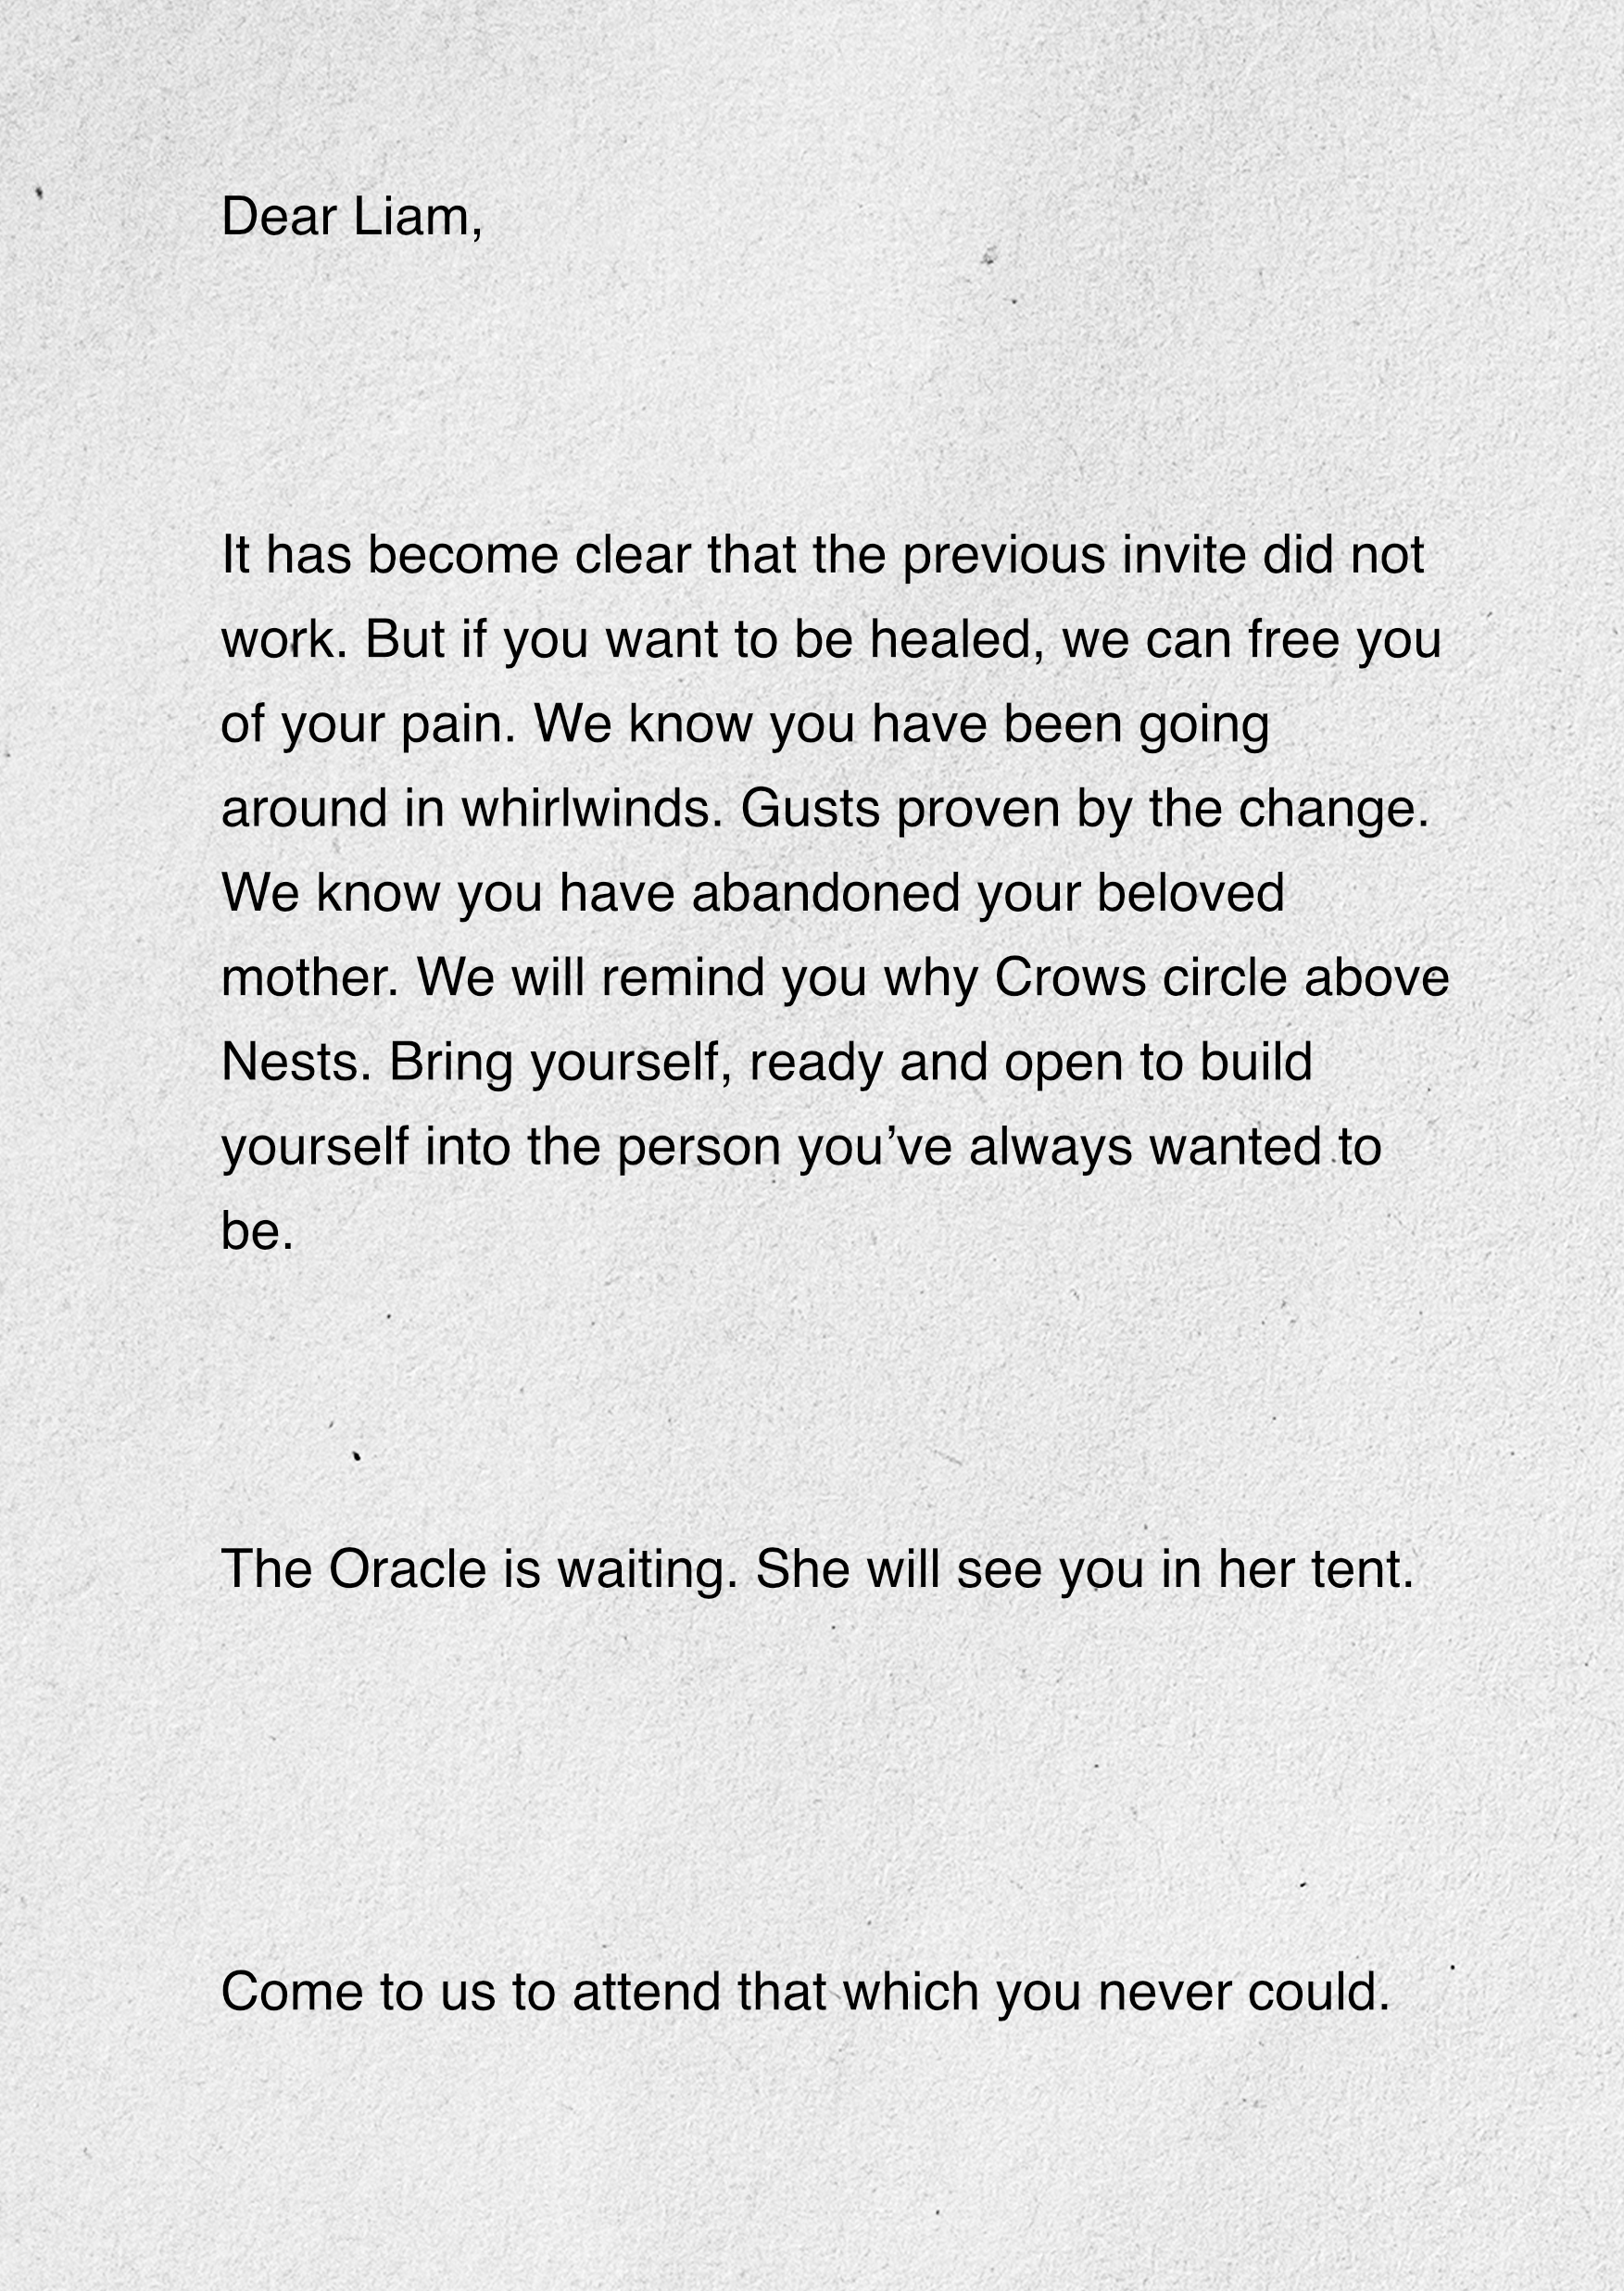 Dear Liam,
It has become clear that the previous invite did not
work. But if you want to be healed, we can free you
of your pain. We know you have been going
around in whirlwinds. Gusts proven by the change.
We know you have abandoned your beloved
mother. We will remind you why Crows circle above
Nests. Bring yourself, ready and open to build
yourself into the person you’ve always wanted to
be.
The Oracle is waiting. She will see you in her tent.
Come to us to attend that which you never could.